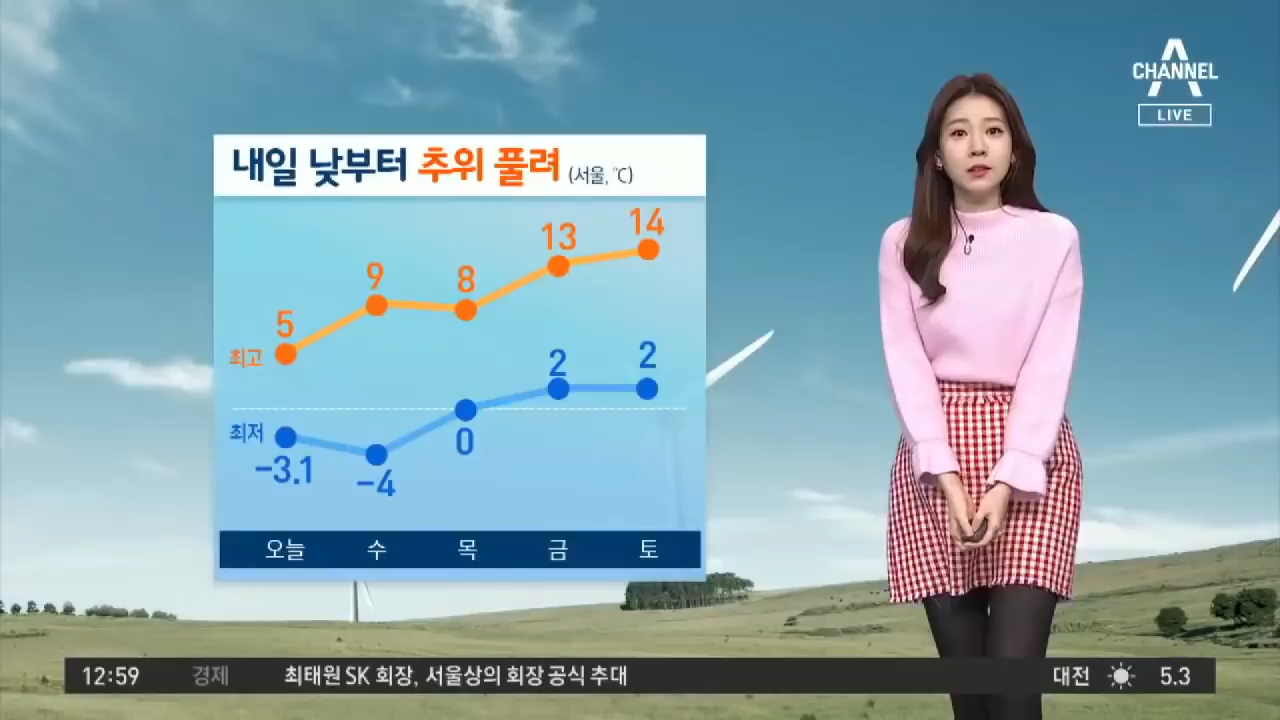 CHANNEL A
LIVE
내일 낮부터 추위 풀려 (서울, ℃)
5 9 8 13 14
최고
최저
-3.1 -4 0 2 2
오늘 수 목 금 토
12:59 경제 최태원 SK 회장, 서울상의 회장 공식 추대 대전 5.3